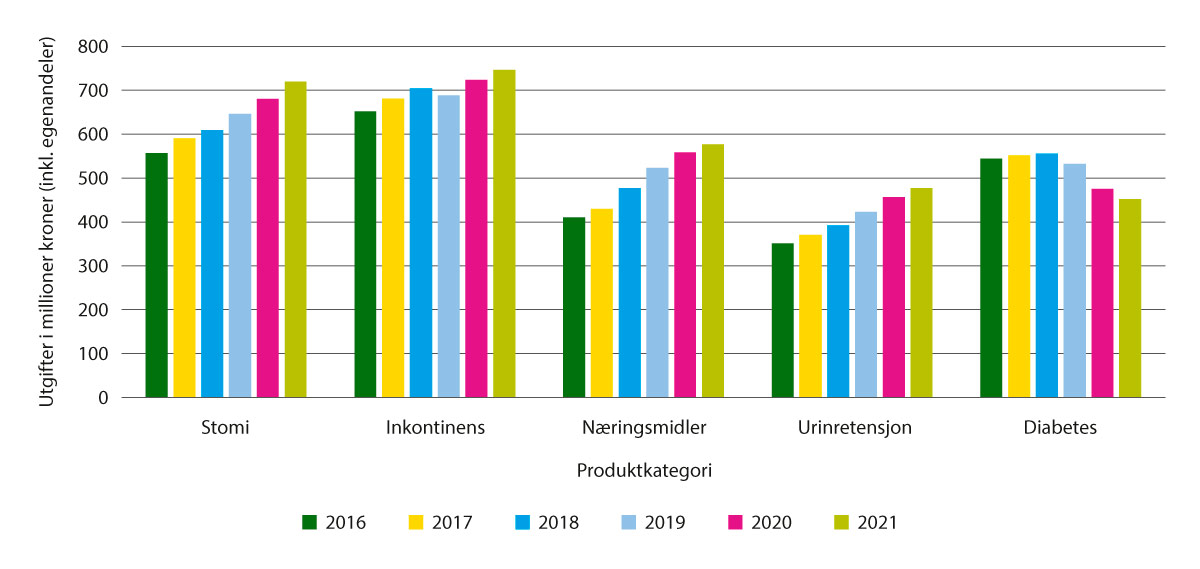 Utgifter i millioner kroner (inkl. egenandeler)
800
700
600
500
400
300
200
100
0
Stomi Inkontinens Næringsmidler Urinretensjon Diabetes
Produktkategori
2016 2017 2018 2019 2020 2021